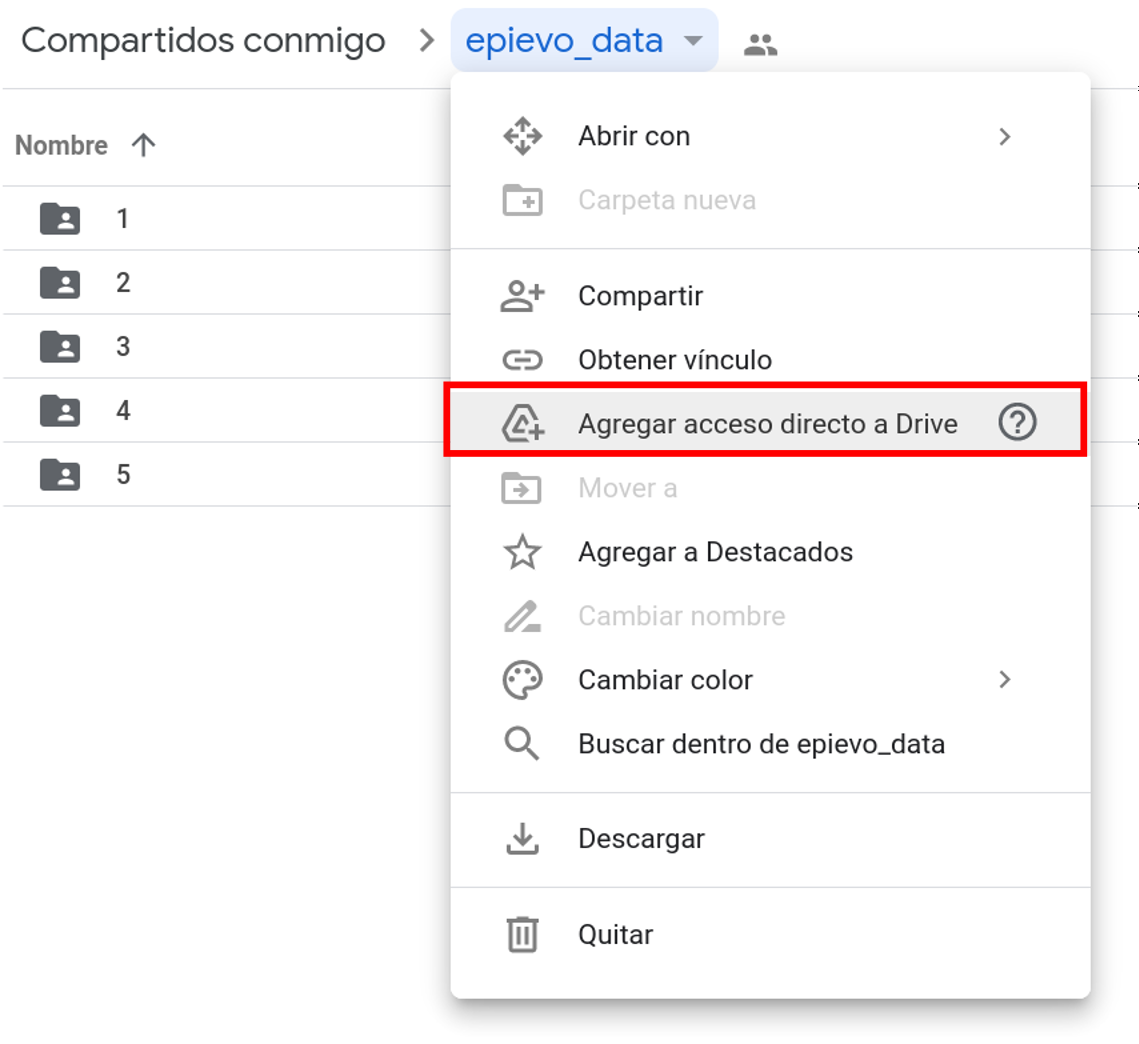 Compartidos conmigo > epievo_data
Nombre
1
2
3
4
5
Abrir con
Carpeta nueva
Compartir
Obtener vínculo
Agregar acceso directo a Drive ?
Mover a
Agregar a Destacados
Cambiar nombre
Cambiar color
Buscar dentro de epievo_data
Descargar
Quitar